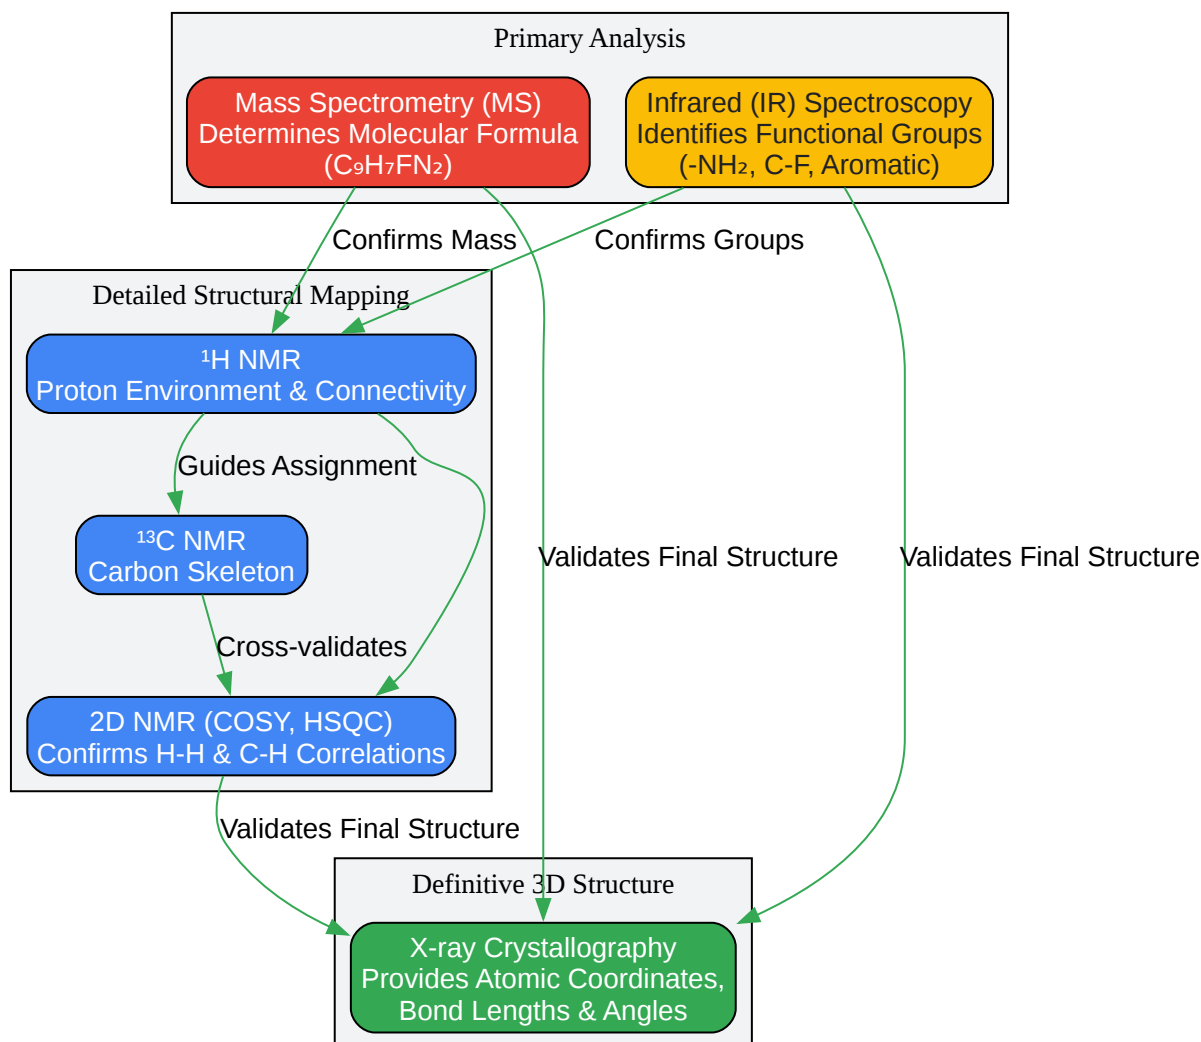 Primary Analysis
Mass Spectrometry (MS)
Determines Molecular Formula
(C₉H₇FN₂)
Infrared (IR) Spectroscopy
Identifies Functional Groups
(-NH₂, C-F, Aromatic)
Confirms Mass
Confirms Groups
Detailed Structural Mapping
¹H NMR
Proton Environment & Connectivity
Guides Assignment
¹³C NMR
Carbon Skeleton
Validates Final Structure
Validates Final Structure
Cross-validates
2D NMR (COSY, HSQC)
Confirms H-H & C-H Correlations
Validates Final Structure
Definitive 3D Structure
X-ray Crystallography
Provides Atomic Coordinates,
Bond Lengths & Angles